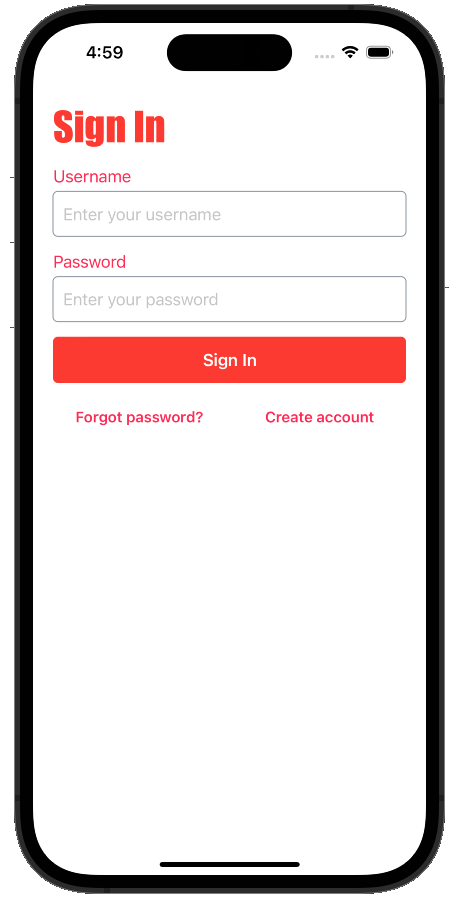 4:59
Sign In
Username
Enter your username
Password
Enter your password
Sign In
Forgot password? Create account